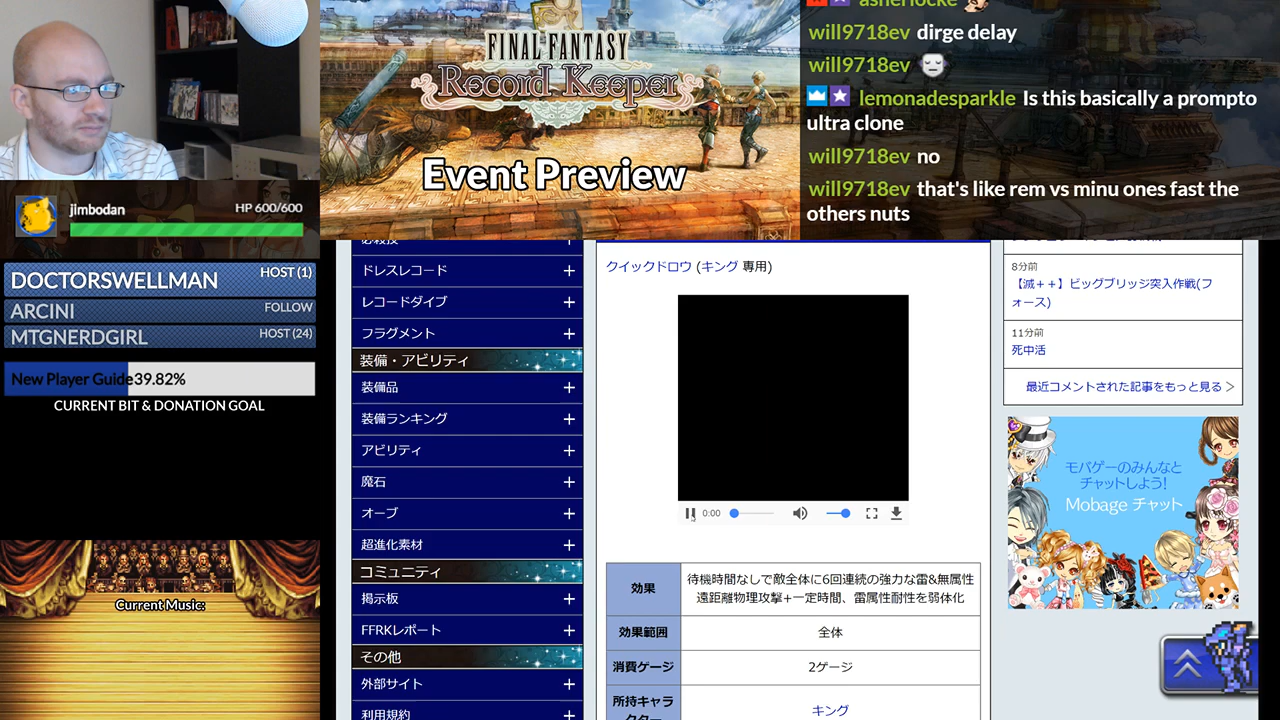 asherlocke
will9718ev dirge delay
will9718ev
lemonadesparkle Is this basically a prompto
ultra clone
will9718ev no
will9718ev that's like rem vs minu ones fast the
others nuts
FINAL FANTASY
Record Keeper
Event Preview
jimbodan
HP 600/600
DOCTORSWELLMAN HOST (1)
ARCINI FOLLOW
MTGNERDGIRL HOST (24)
New Player Guide39.82%
CURRENT BIT & DONATION GOAL
Current Music:
必殺技 +
ドレスレコード +
レコードダイブ +
フラグメント +
装備・アビリティ
装備品 +
装備ランキング +
アビリティ +
魔石 +
オーブ +
超進化素材 +
コミュニティ
掲示板 +
FFRKレポート +
その他
外部サイト +
利用規約 +
クイックドロウ (キング 専用)
0:00
効果
待機時間なしで敵全体に6回連続の強力な雷&無属性
遠距離物理攻撃+一定時間、雷属性耐性を弱体化
効果範囲 全体
消費ゲージ 2ゲージ
所持キャラ
クター
キング
8分前
【滅++】ビッグブリッジ突入作戦(フ
ォース)
11分前
死中活
最近コメントされた記事をもっと見る >
モバゲーのみんなと
チャットしよう!
Mobage チャット